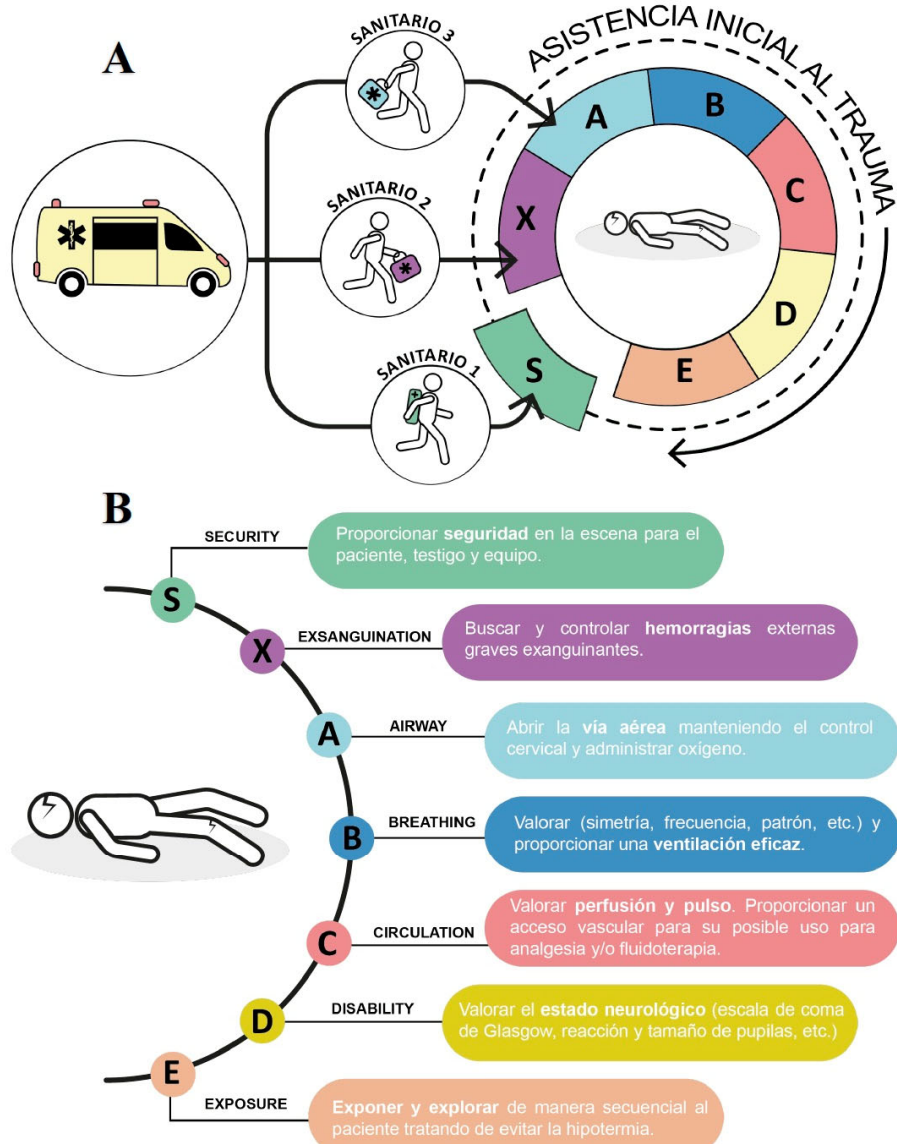 A
SANITARIO 3
SANITARIO 2
SANITARIO 1
ASISTENCIA INICIAL AL TRAUMA
S
X
A
B
C
D
E
B
S
SECURITY
Proporcionar seguridad en la escena para el
paciente, testigo y equipo.
X
EXSANGUINATION
Buscar y controlar hemorragias externas
graves exanguinantes.
A
AIRWAY
Abrir la vía aérea manteniendo el control
cervical y administrar oxígeno.
B
BREATHING
Valorar (simetría, frecuencia, patrón, etc.) y
proporcionar una ventilación eficaz.
C
CIRCULATION
Valorar perfusión y pulso. Proporcionar un
acceso vascular para su posible uso para
analgesia y/o fluidoterapia.
D
DISABILITY
Valorar el estado neurológico (escala de coma
de Glasgow, reacción y tamaño de pupilas, etc.)
E
EXPOSURE
Exponer y explorar de manera secuencial al
paciente tratando de evitar la hipotermia.